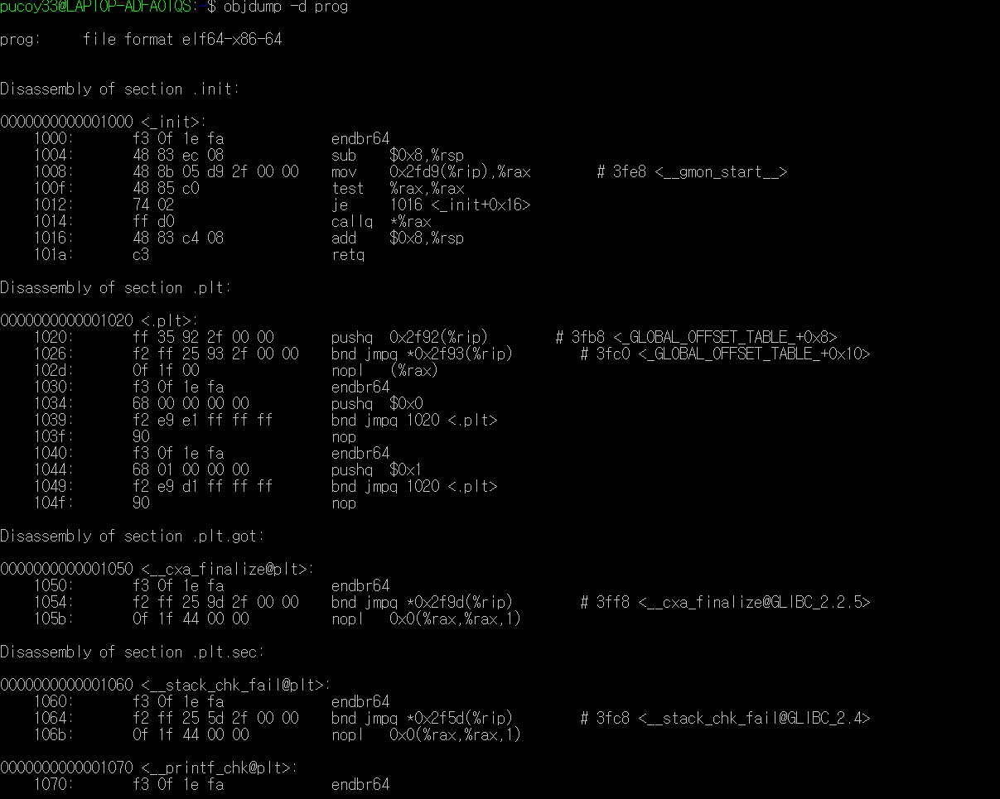 pucoy33@LAPTOP-ADFAOIQS:~$ objdump -d prog
prog:     file format elf64-x86-64
Disassembly of section .init:
0000000000001000 <_init>:
    1000:       f3 0f 1e fa             endbr64
    1004:       48 83 ec 08             sub    $0x8,%rsp
    1008:       48 8b 05 d9 2f 00 00    mov    0x2fd9(%rip),%rax        # 3fe8 <__gmon_start__>
    100f:       48 85 c0                test   %rax,%rax
    1012:       74 02                   je     1016 <_init+0x16>
    1014:       ff d0                   callq  *%rax
    1016:       48 83 c4 08             add    $0x8,%rsp
    101a:       c3                      retq
Disassembly of section .plt:
0000000000001020 <.plt>:
    1020:       ff 35 92 2f 00 00       pushq  0x2f92(%rip)        # 3fb8 <_GLOBAL_OFFSET_TABLE_+0x8>
    1026:       f2 ff 25 93 2f 00 00    bnd jmpq *0x2f93(%rip)        # 3fc0 <_GLOBAL_OFFSET_TABLE_+0x10>
    102d:       0f 1f 00                nopl   (%rax)
    1030:       f3 0f 1e fa             endbr64
    1034:       68 00 00 00 00          pushq  $0x0
    1039:       f2 e9 e1 ff ff ff       bnd jmpq 1020 <.plt>
    103f:       90                      nop
    1040:       f3 0f 1e fa             endbr64
    1044:       68 01 00 00 00          pushq  $0x1
    1049:       f2 e9 d1 ff ff ff       bnd jmpq 1020 <.plt>
    104f:       90                      nop
Disassembly of section .plt.got:
0000000000001050 <__cxa_finalize@plt>:
    1050:       f3 0f 1e fa             endbr64
    1054:       f2 ff 25 9d 2f 00 00    bnd jmpq *0x2f9d(%rip)        # 3ff8 <__cxa_finalize@GLIBC_2.2.5>
    105b:       0f 1f 44 00 00          nopl   0x0(%rax,%rax,1)
Disassembly of section .plt.sec:
0000000000001060 <__stack_chk_fail@plt>:
    1060:       f3 0f 1e fa             endbr64
    1064:       f2 ff 25 5d 2f 00 00    bnd jmpq *0x2f5d(%rip)        # 3fc8 <__stack_chk_fail@GLIBC_2.4>
    106b:       0f 1f 44 00 00          nopl   0x0(%rax,%rax,1)
0000000000001070 <__printf_chk@plt>:
    1070:       f3 0f 1e fa             endbr64